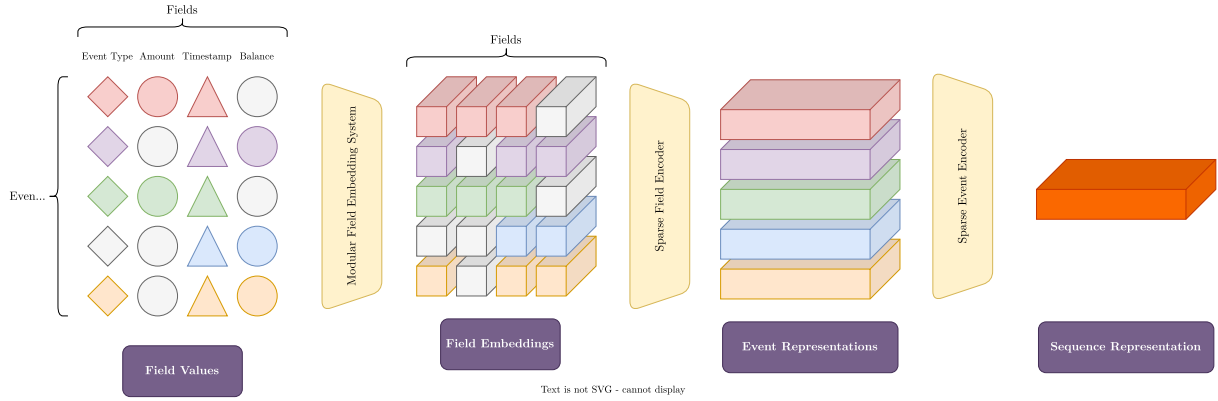 Fields
Event Type Amount Timestamp Balance
Even...
Modular Field Embedding System
Fields
Sparse Field Encoder
Sparse Event Encoder
Field Values
Field Embeddings
Event Representations
Sequence Representation
Text is not SVG - cannot display